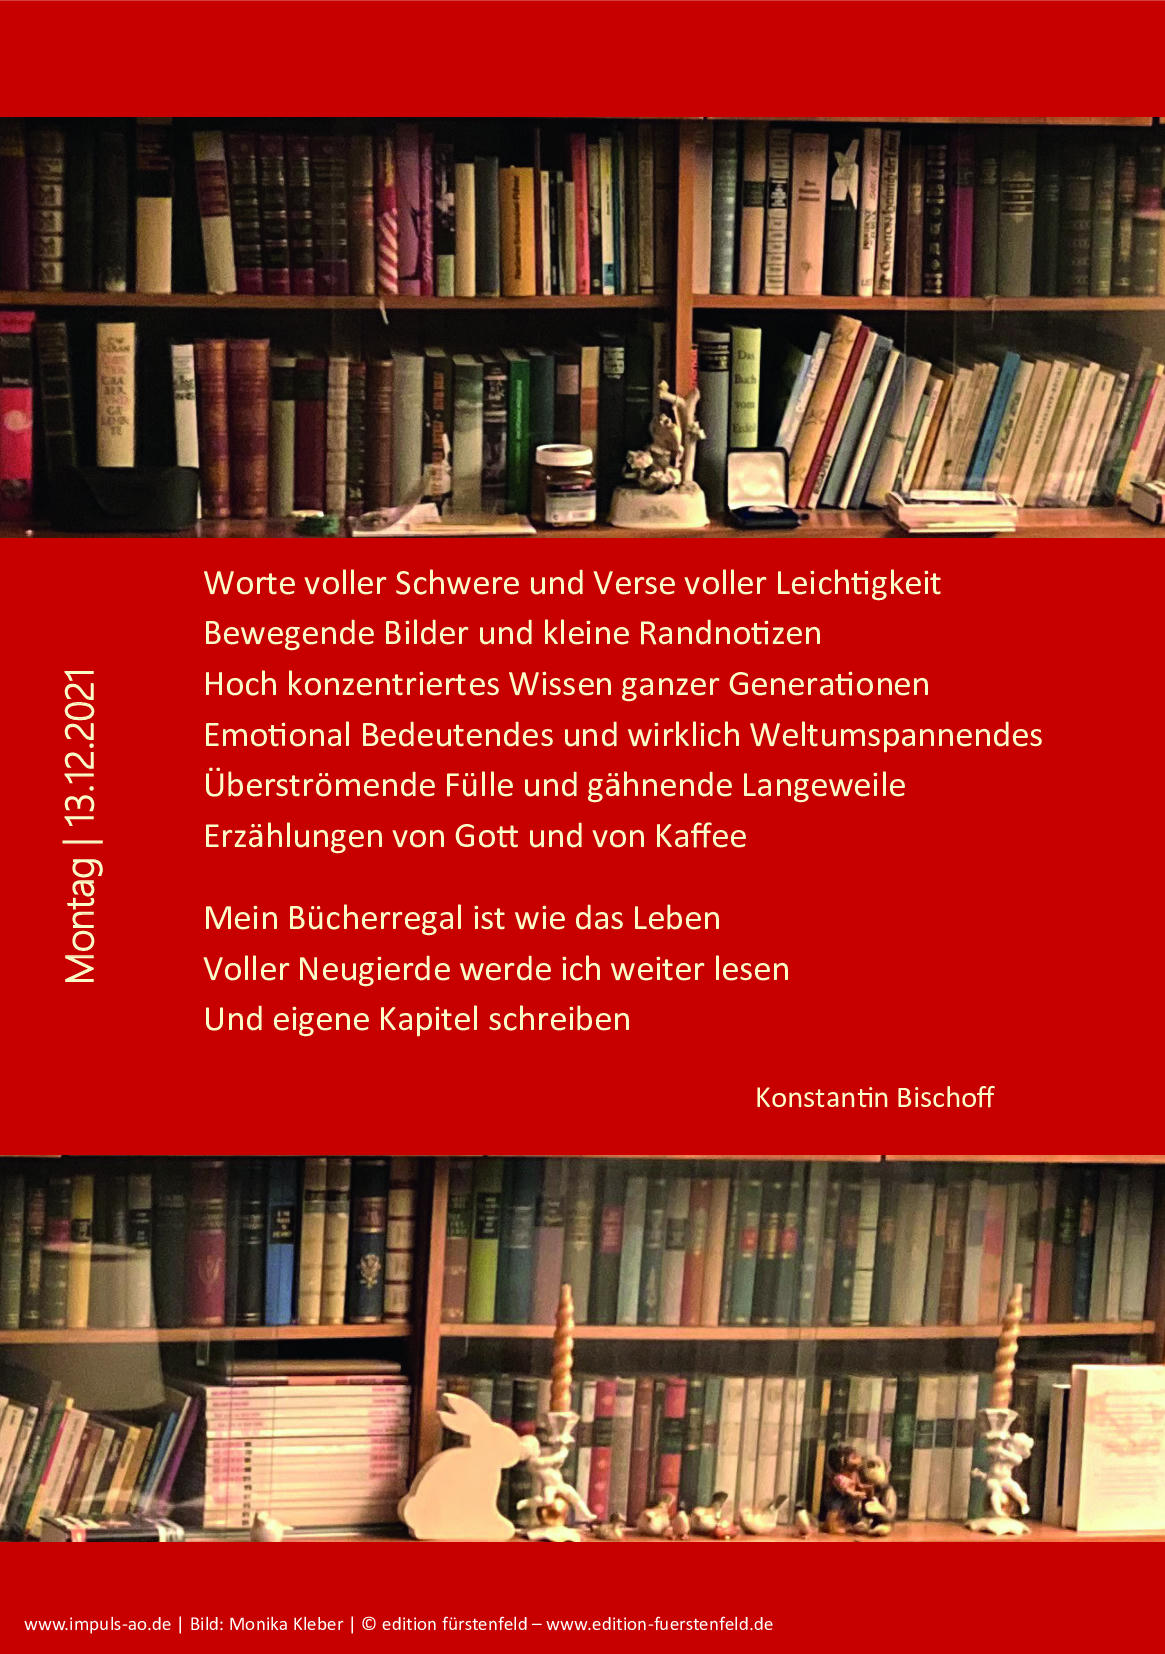 Das
Buch
vom
Worte voller Schwere und Verse voller Leichtigkeit
Bewegende Bilder und kleine Randnotizen
Hoch konzentriertes Wissen ganzer Generationen
Emotional Bedeutendes und wirklich Weltumspannendes
Überströmende Fülle und gähnende Langeweile
Erzählungen von Gott und von Kaffee
Mein Bücherregal ist wie das Leben
Voller Neugierde werde ich weiter lesen
Und eigene Kapitel schreiben
Konstantin Bischoff
Montag | 13.12.2021
www.impuls-ao.de | Bild: Monika Kleber | © edition fürstenfeld – www.edition-fuerstenfeld.de